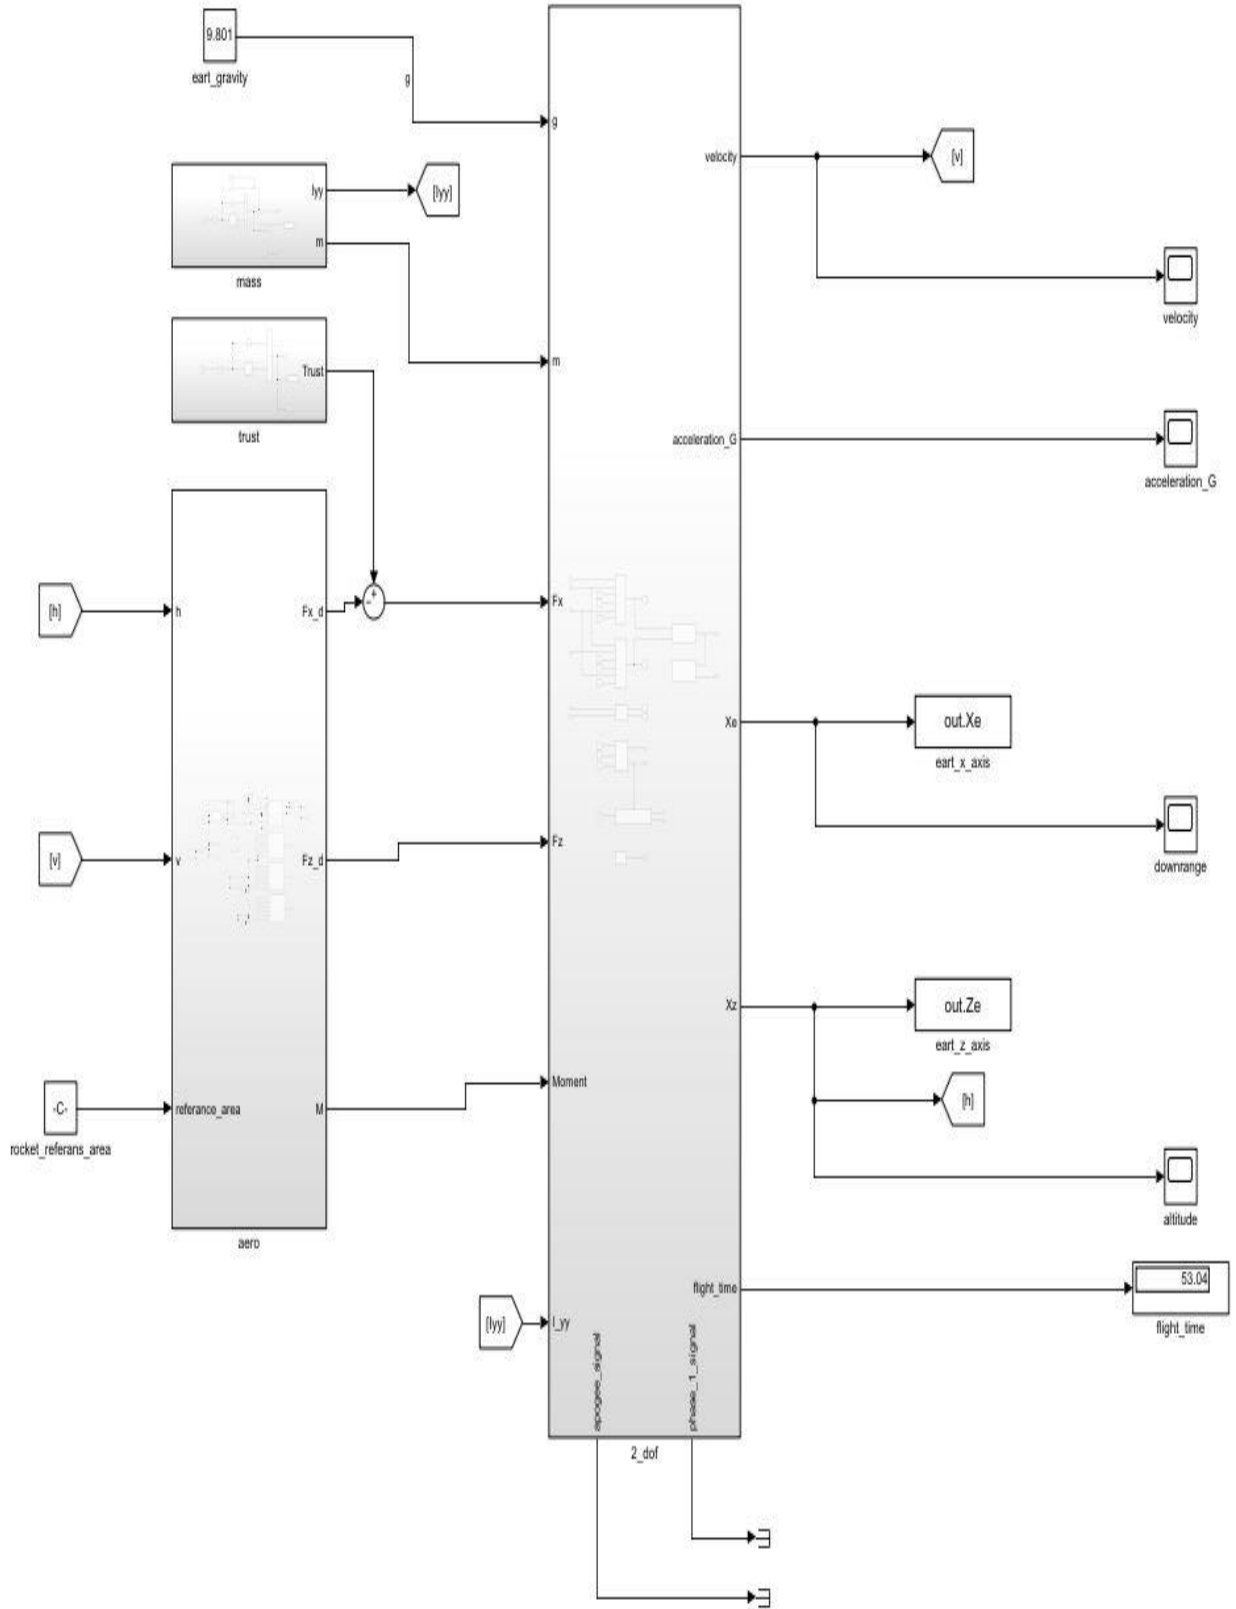 9.801
eart_gravity
g
g
velocity
[v]
Iyy
[Iyy]
m
mass
velocity
Trust
trust
m
acceleration_G
acceleration_G
[h]
h
Fx_d
+
-
Fx
Xe
out.Xe
eart_x_axis
[v]
v
Fz_d
Fz
downrange
Xz
out.Ze
eart_z_axis
-C-
rocket_referans_area
referance_area
M
Moment
[h]
altitude
aero
[Iyy]
I_yy
flight_time
53.04
flight_time
apogee_signal
phase_1_signal
2_dof